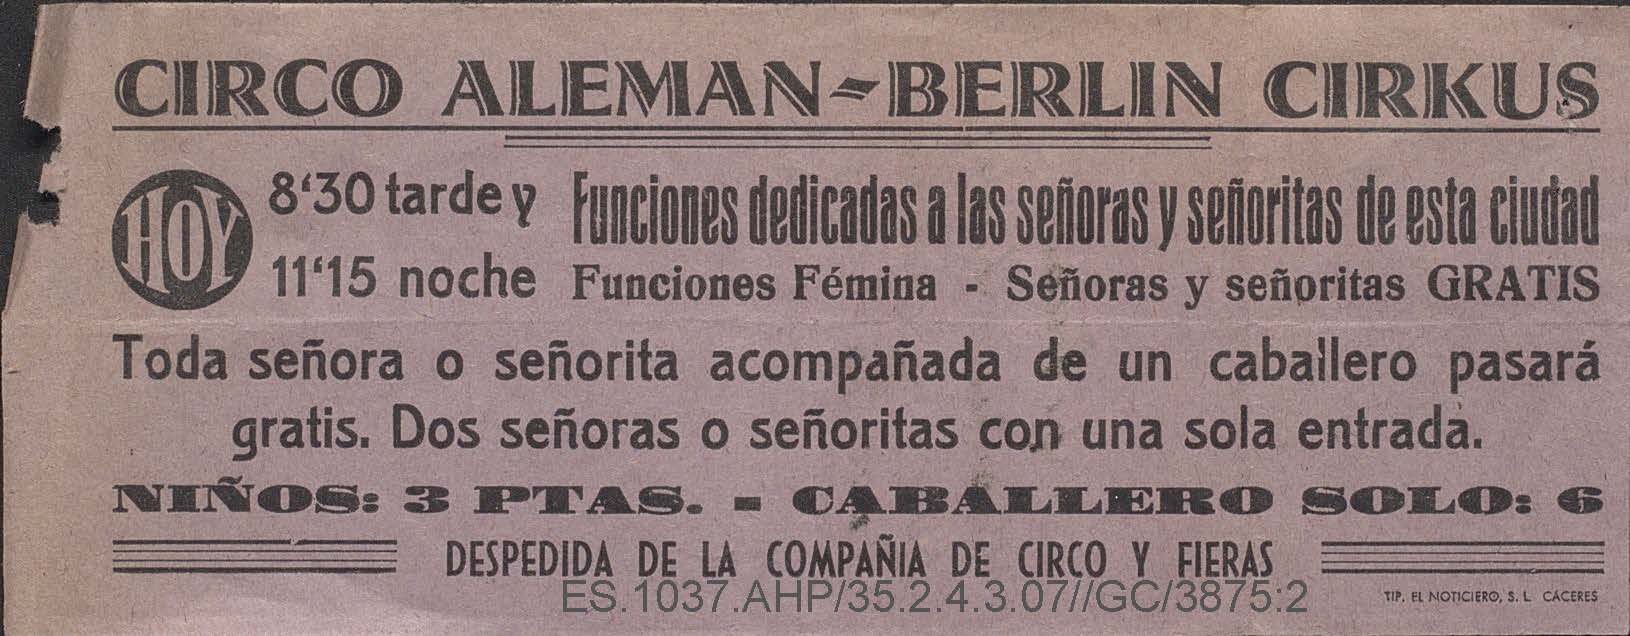 CIRCO ALEMAN-BERLIN CIRKUS
HOY
8'30 tarde y
11'15 noche
Funciones dedicadas a las señoras y señoritas de esta ciudad
Funciones Fémina - Señoras y señoritas GRATIS
Toda señora o señorita acompañada de un caballero pasará
gratis. Dos señoras o señoritas con una sola entrada.
NIÑOS: 3 PTAS. - CABALLERO SOLO: 6
DESPEDIDA DE LA COMPAÑIA DE CIRCO Y FIERAS
ES.1037.AHP/35.2.4.3.07//GC/3875:2
TIP. EL NOTICIERO, S. L. CÁCERES